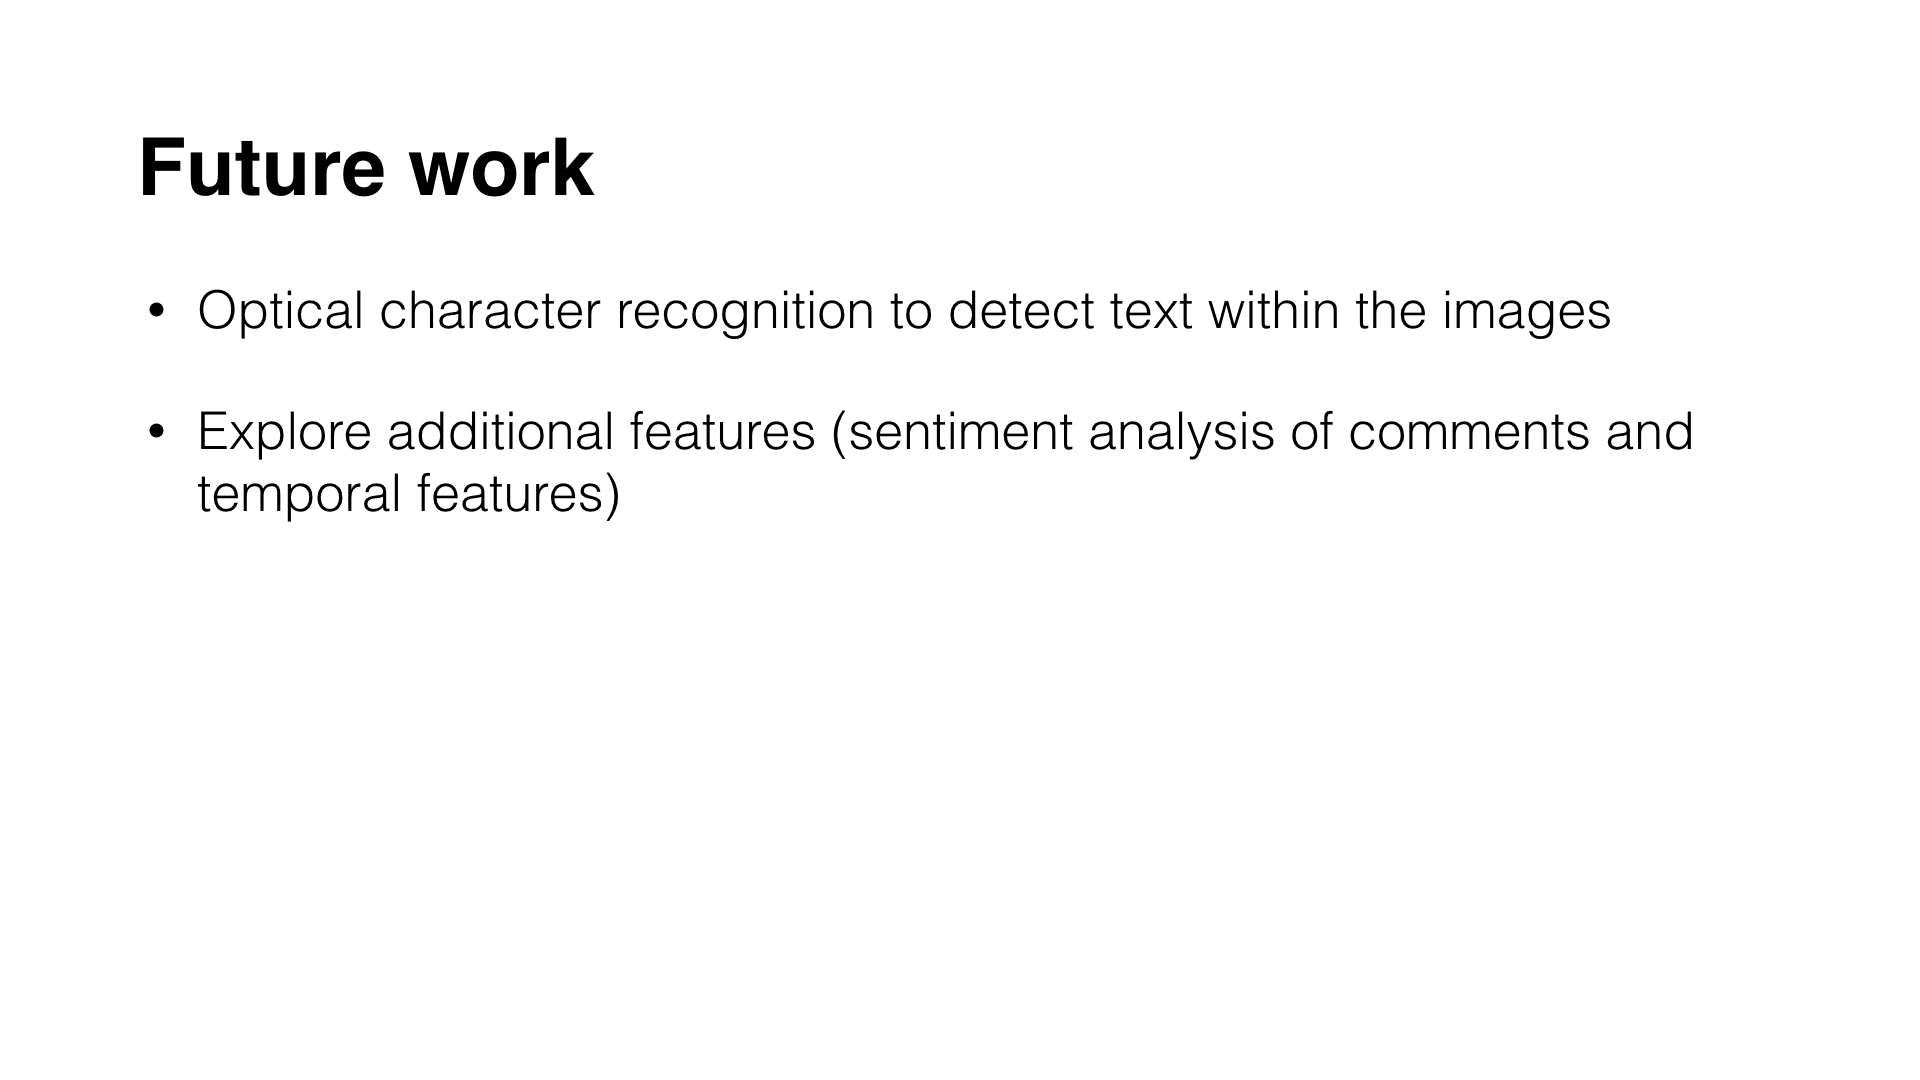 Future work
• Optical character recognition to detect text within the images
• Explore additional features (sentiment analysis of comments and
temporal features)